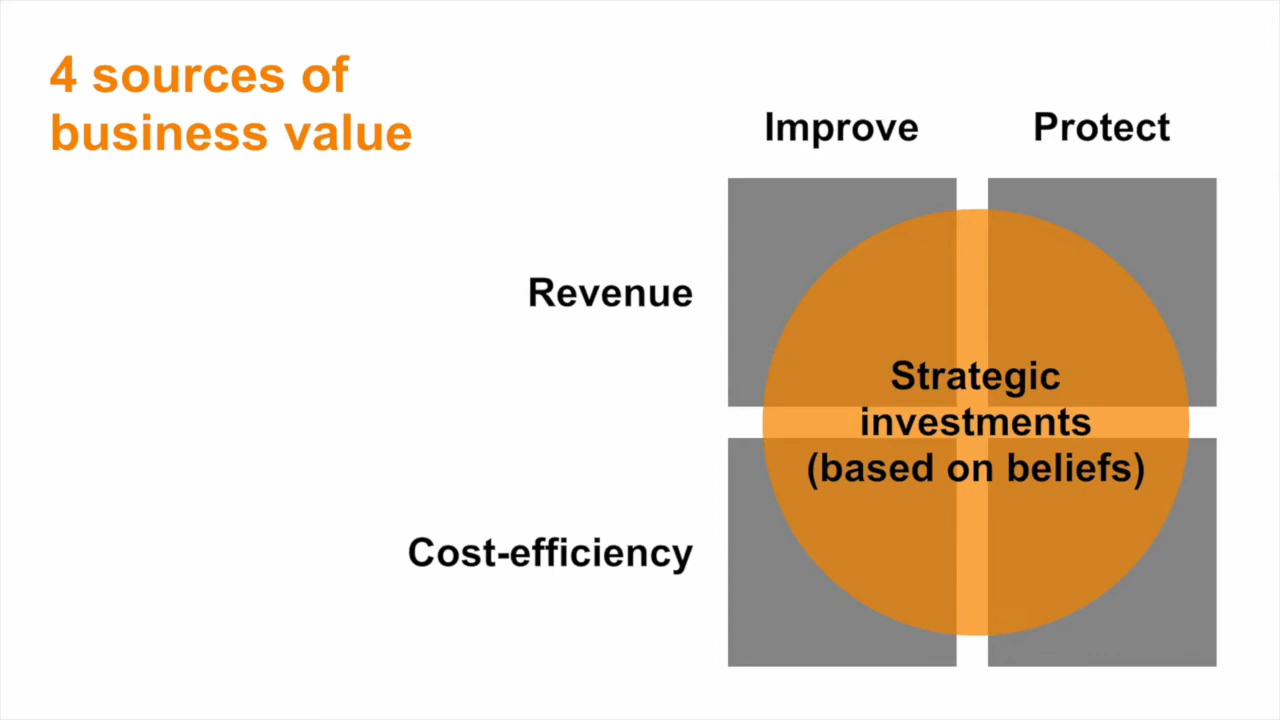 4 sources of
business value
Improve
Protect
Revenue
Strategic
investments
(based on beliefs)
Cost-efficiency